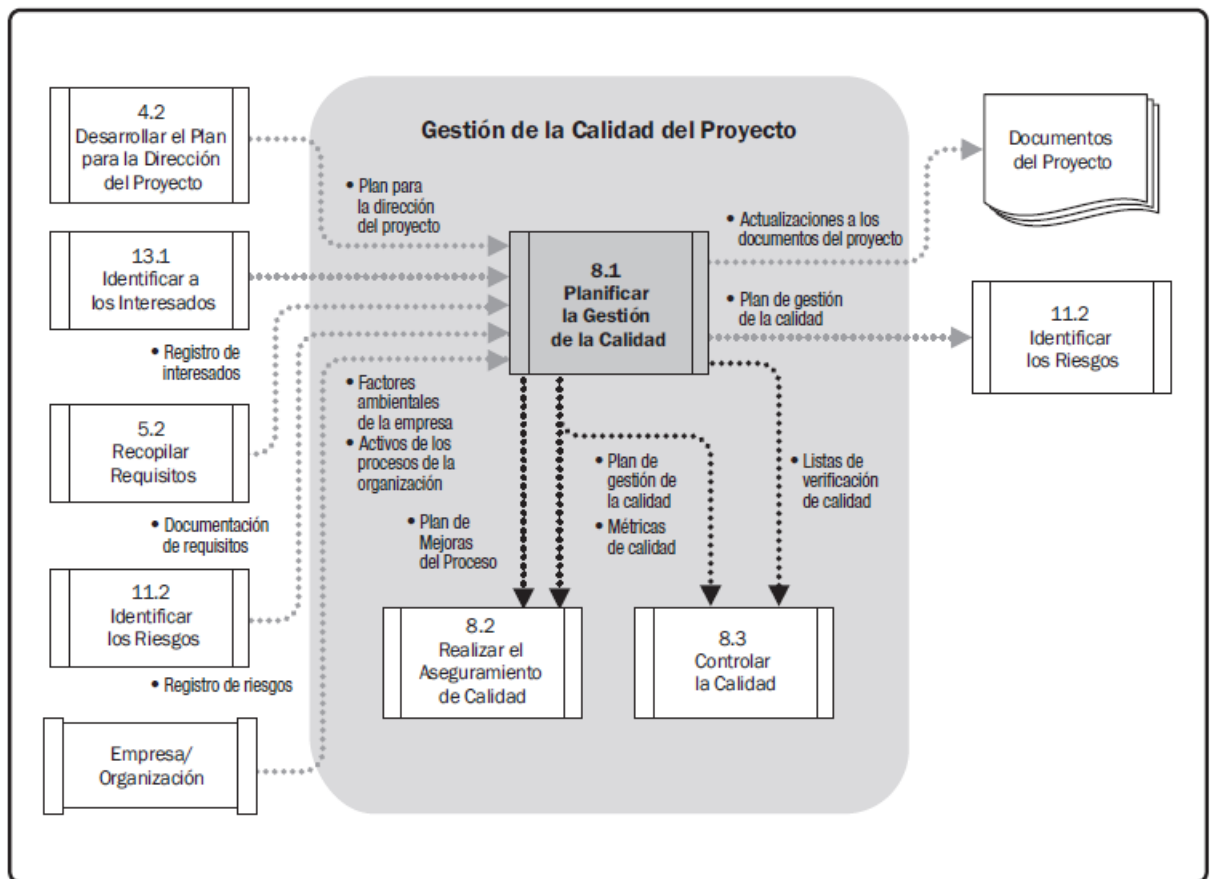 Gestión de la Calidad del Proyecto
4.2
Desarrollar el Plan
para la Dirección
del Proyecto
• Plan para
la dirección
del proyecto
13.1
Identificar a
los Interesados
• Registro de
interesados
5.2
Recopilar
Requisitos
• Documentación
de requisitos
11.2
Identificar
los Riesgos
• Registro de riesgos
Empresa/
Organización
• Factores
ambientales
de la empresa
• Activos de los
procesos de la
organización
8.1
Planificar
la Gestión
de la Calidad
• Actualizaciones a los
documentos del proyecto
Documentos
del Proyecto
• Plan de gestión
de la calidad
11.2
Identificar
los Riesgos
• Plan de
Mejoras
del Proceso
• Plan de
gestión de
la calidad
• Métricas
de calidad
• Listas de
verificación
de calidad
8.2
Realizar el
Aseguramiento
de Calidad
8.3
Controlar
la Calidad